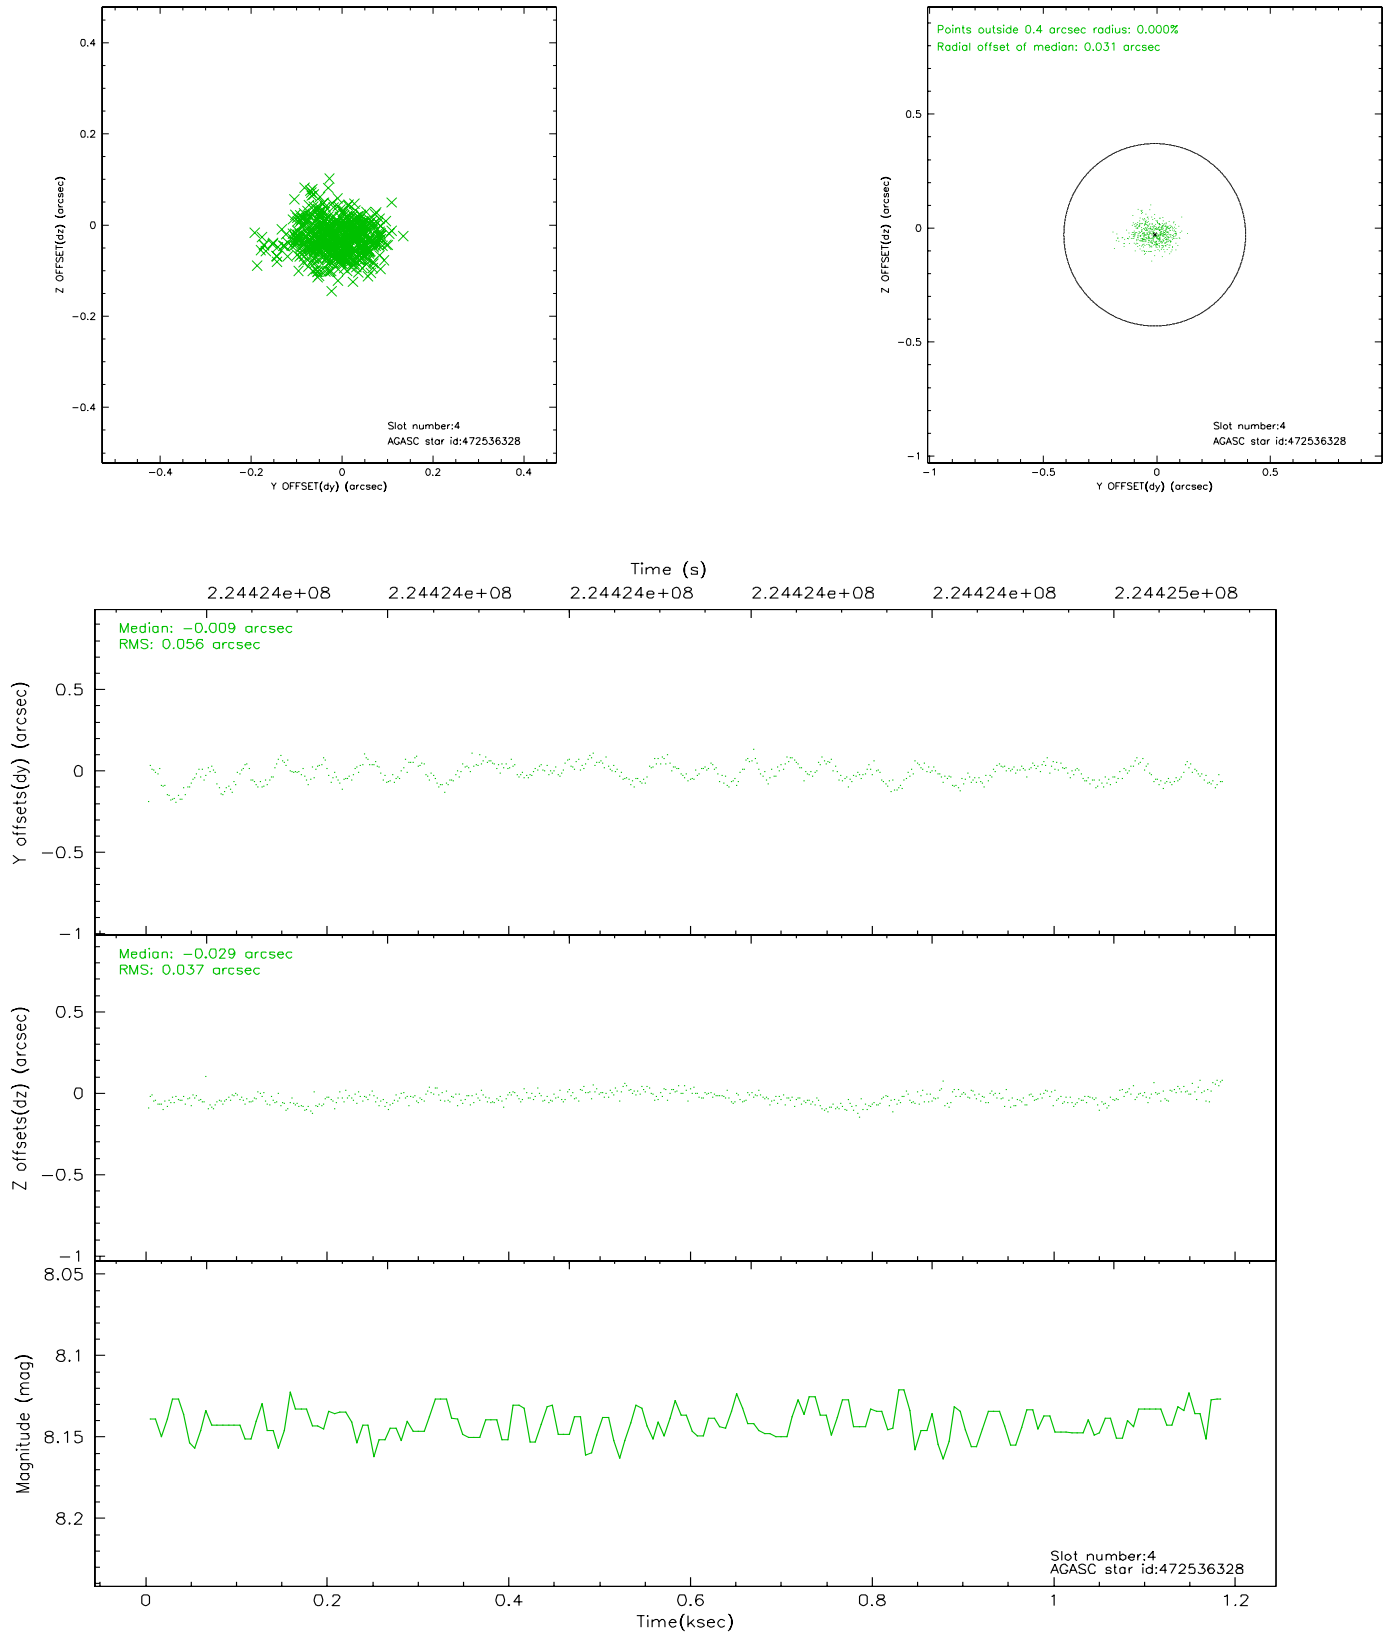 0.4
0.2
0
−0.2
−0.4
Z OFFSET(dz) (arcsec)
Slot number:4
AGASC star id:472536328
−0.4 −0.2 0 0.2 0.4
Y OFFSET(dy) (arcsec)
Points outside 0.4 arcsec radius: 0.000%
Radial offset of median: 0.031 arcsec
0.5
0
−0.5
−1
Z OFFSET(dz) (arcsec)
Slot number:4
AGASC star id:472536328
−1 −0.5 0 0.5
Y OFFSET(dy) (arcsec)
Time (s)
2.24424e+08 2.24424e+08 2.24424e+08 2.24424e+08 2.24424e+08 2.24425e+08
Median: −0.009 arcsec
RMS: 0.056 arcsec
0.5
0
−0.5
−1
Y offsets(dy) (arcsec)
Median: −0.029 arcsec
RMS: 0.037 arcsec
0.5
0
−0.5
−1
Z offsets(dz) (arcsec)
8.05
8.1
8.15
8.2
Magnitude (mag)
Slot number:4
AGASC star id:472536328
0 0.2 0.4 0.6 0.8 1 1.2
Time(ksec)